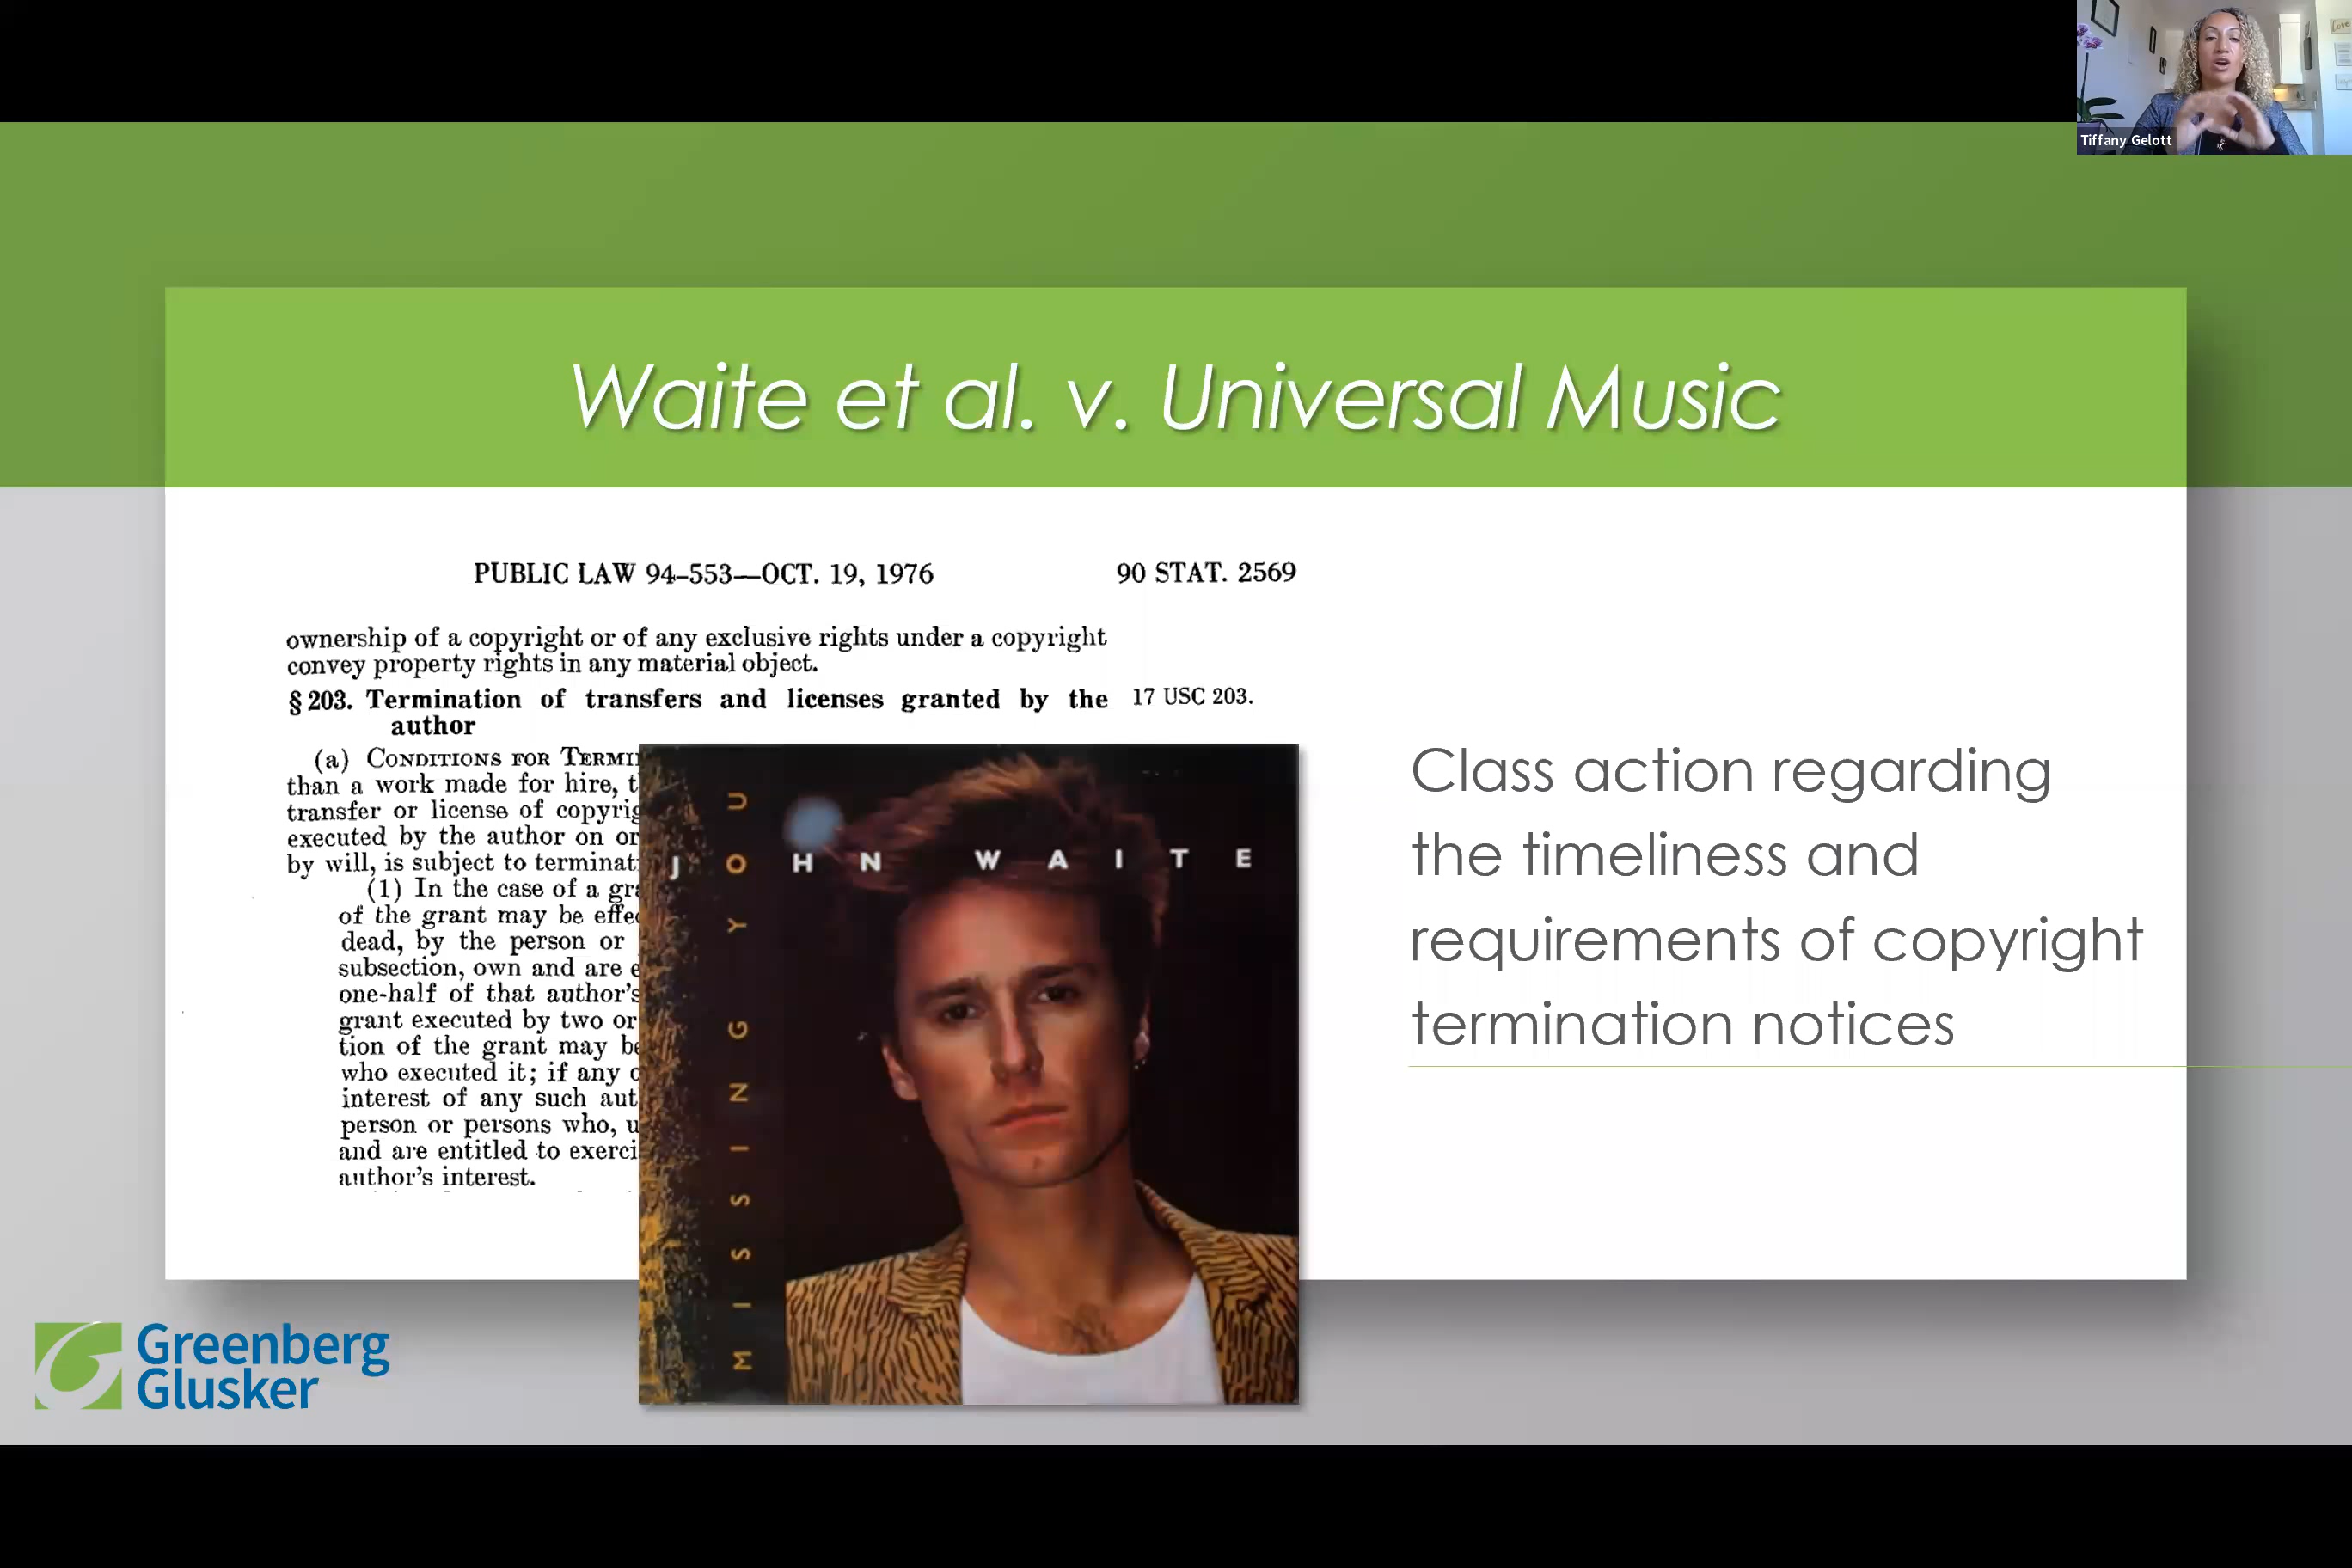 Tiffany Gelott
Waite et al. v. Universal Music
PUBLIC LAW 94–553—OCT. 19, 1976 90 STAT. 2569
ownership of a copyright or of any exclusive rights under a copyright
convey property rights in any material object.
§ 203. Termination of transfers and licenses granted by the 17 USC 203.
author
(a) CONDITIONS FOR
than a work made for hire,
transfer or license of
executed by the author on or
by will, is subject to
(1) In the case of a
of the grant may be
dead, by the person or
subsection, own and are
one-half of that author's
grant executed by two or
tion of the grant may be
who executed it; if any
interest of any such
person or persons who,
and are entitled to
author's interest.
JOHN WAITE
MISSING YOU
Class action regarding
the timeliness and
requirements of copyright
termination notices
Greenberg
Glusker